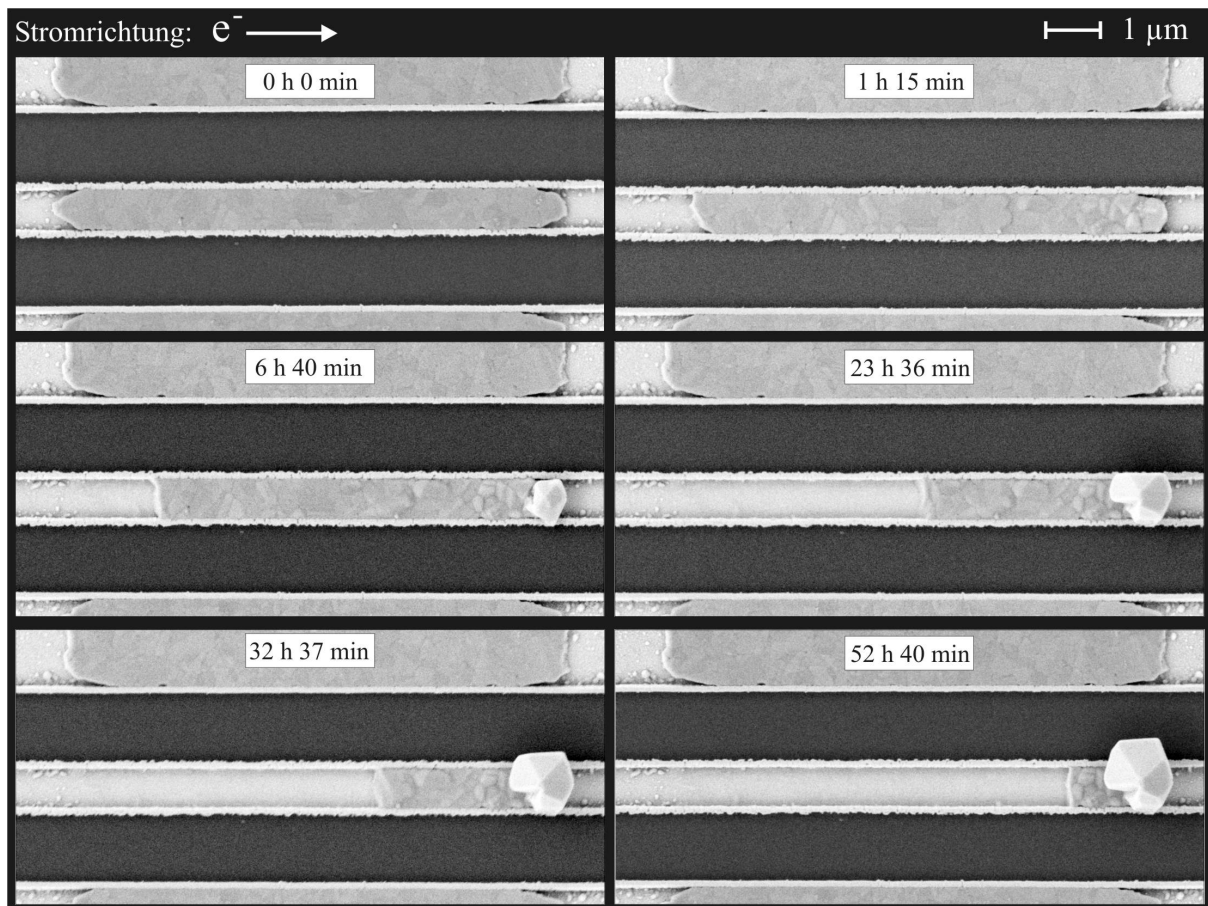 Stromrichtung: e⁻ 1 µm
0 h 0 min
1 h 15 min
6 h 40 min
23 h 36 min
32 h 37 min
52 h 40 min